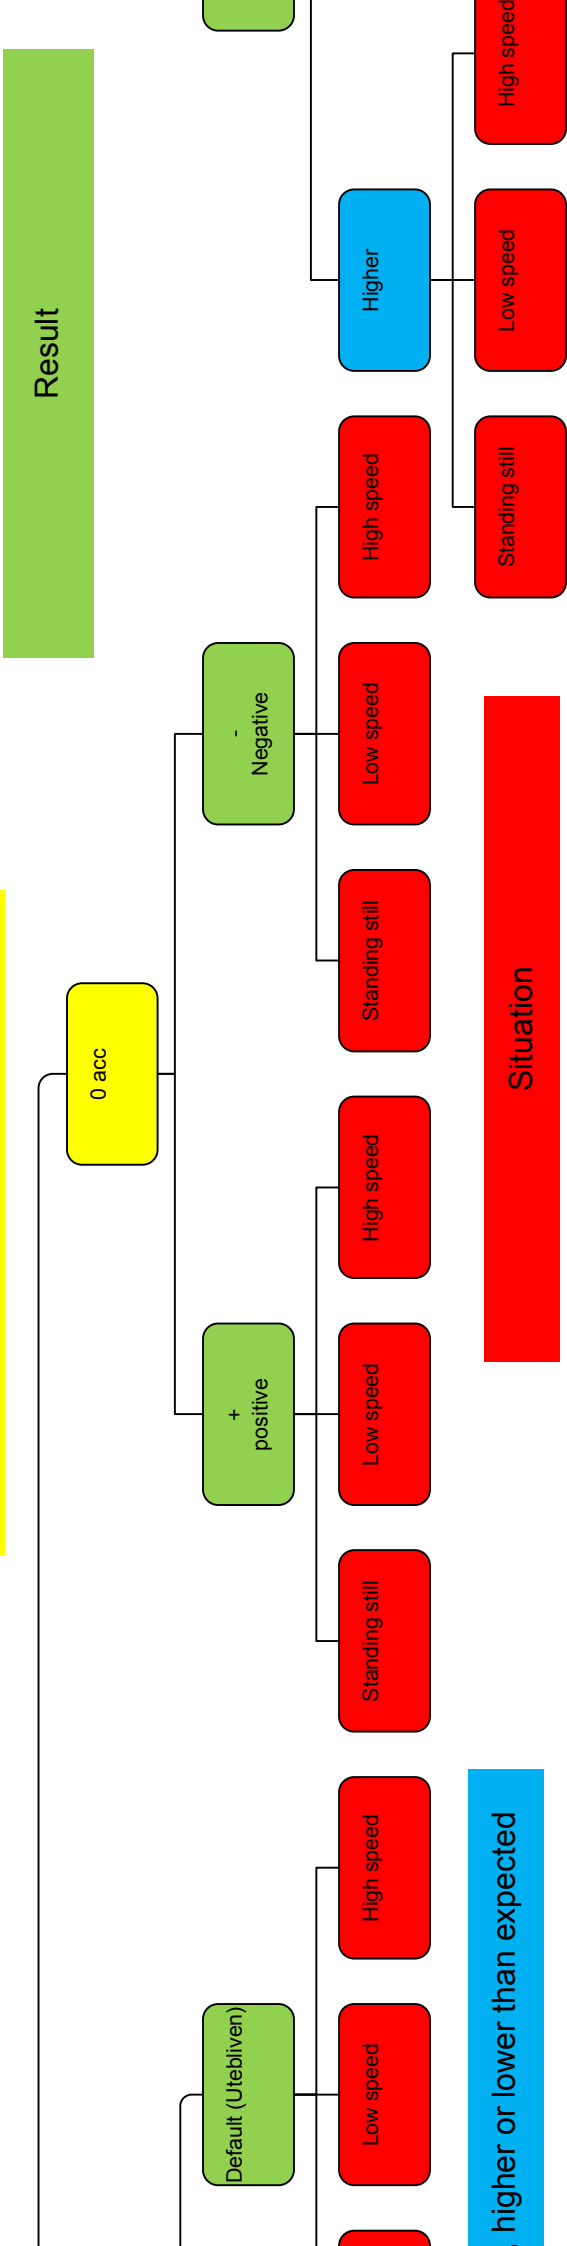 Result
0 acc
Default (Utebliven)
+
positive
-
Negative
Higher
Low speed
High speed
Standing still
Low speed
High speed
Standing still
Low speed
High speed
Standing still
Low speed
High speed
Situation
higher or lower than expected